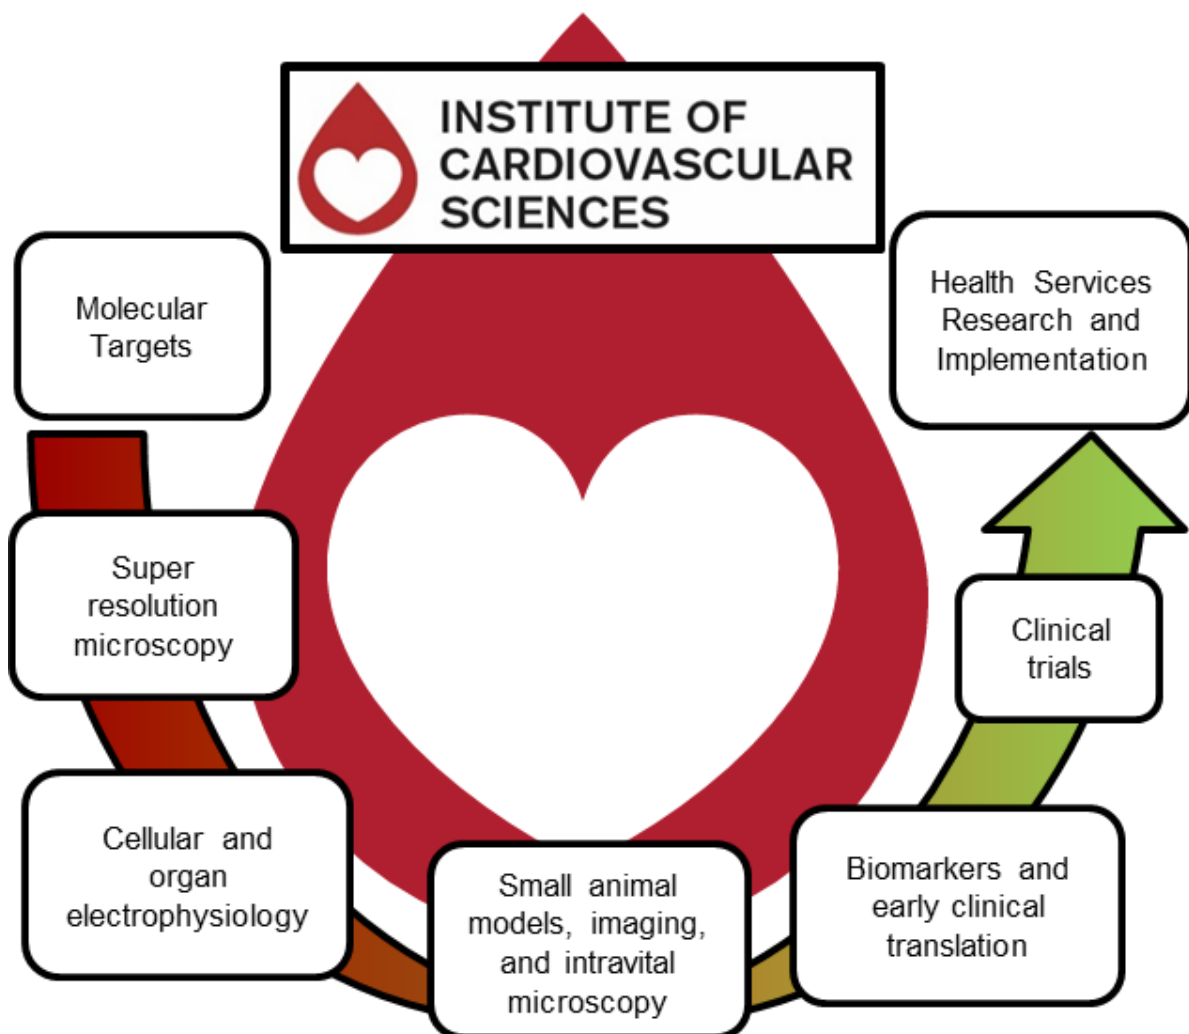 INSTITUTE OF
CARDIOVASCULAR
SCIENCES
Molecular
Targets
Super
resolution
microscopy
Cellular and
organ
electrophysiology
Small animal
models, imaging,
and intravital
microscopy
Biomarkers and
early clinical
translation
Clinical
trials
Health Services
Research and
Implementation